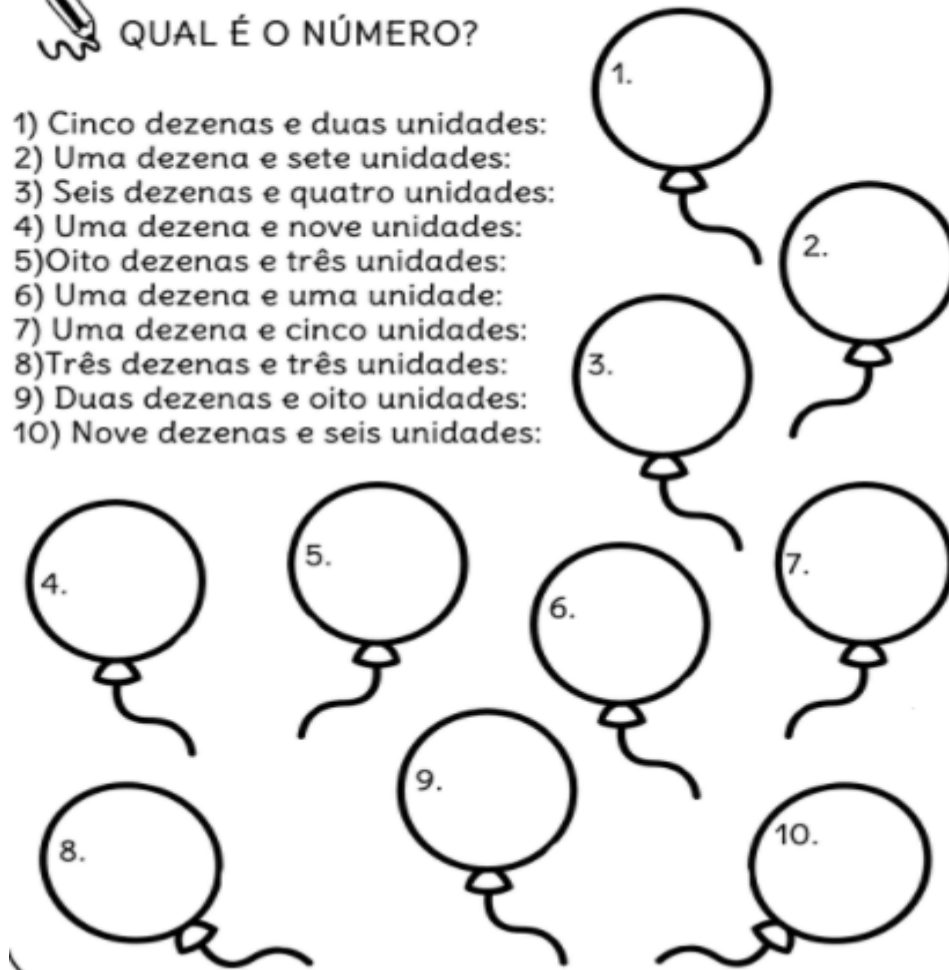 QUAL É O NÚMERO?
1) Cinco dezenas e duas unidades:
2) Uma dezena e sete unidades:
3) Seis dezenas e quatro unidades:
4) Uma dezena e nove unidades:
5)Oito dezenas e três unidades:
6) Uma dezena e uma unidade:
7) Uma dezena e cinco unidades:
8)Três dezenas e três unidades:
9) Duas dezenas e oito unidades:
10) Nove dezenas e seis unidades:
1.
2.
3.
4.
5.
6.
7.
8.
9.
10.